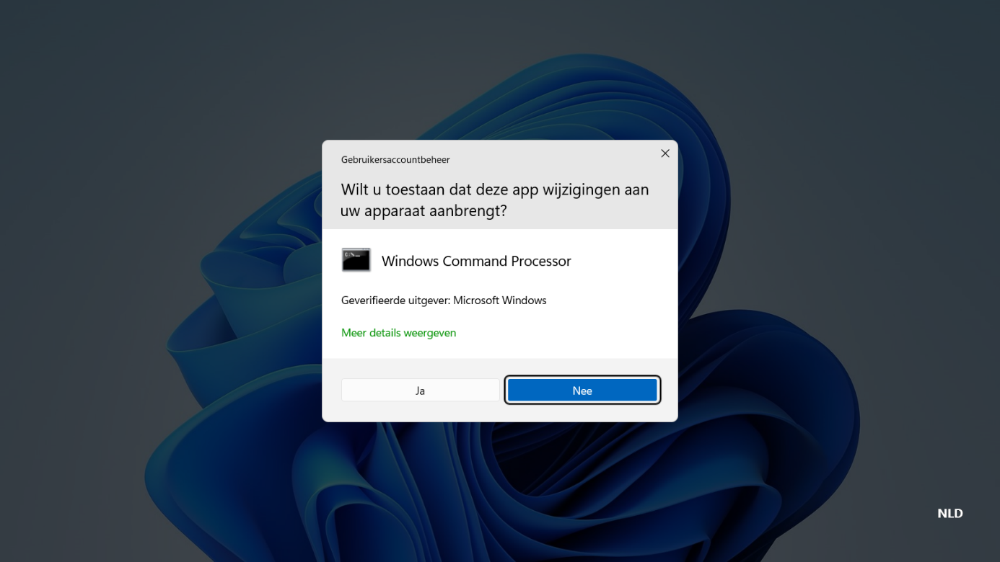 Gebruikersaccountbeheer
Wilt u toestaan dat deze app wijzigingen aan
uw apparaat aanbrengt?
C:\._
Windows Command Processor
Geverifieerde uitgever: Microsoft Windows
Meer details weergeven
Ja
Nee
NLD